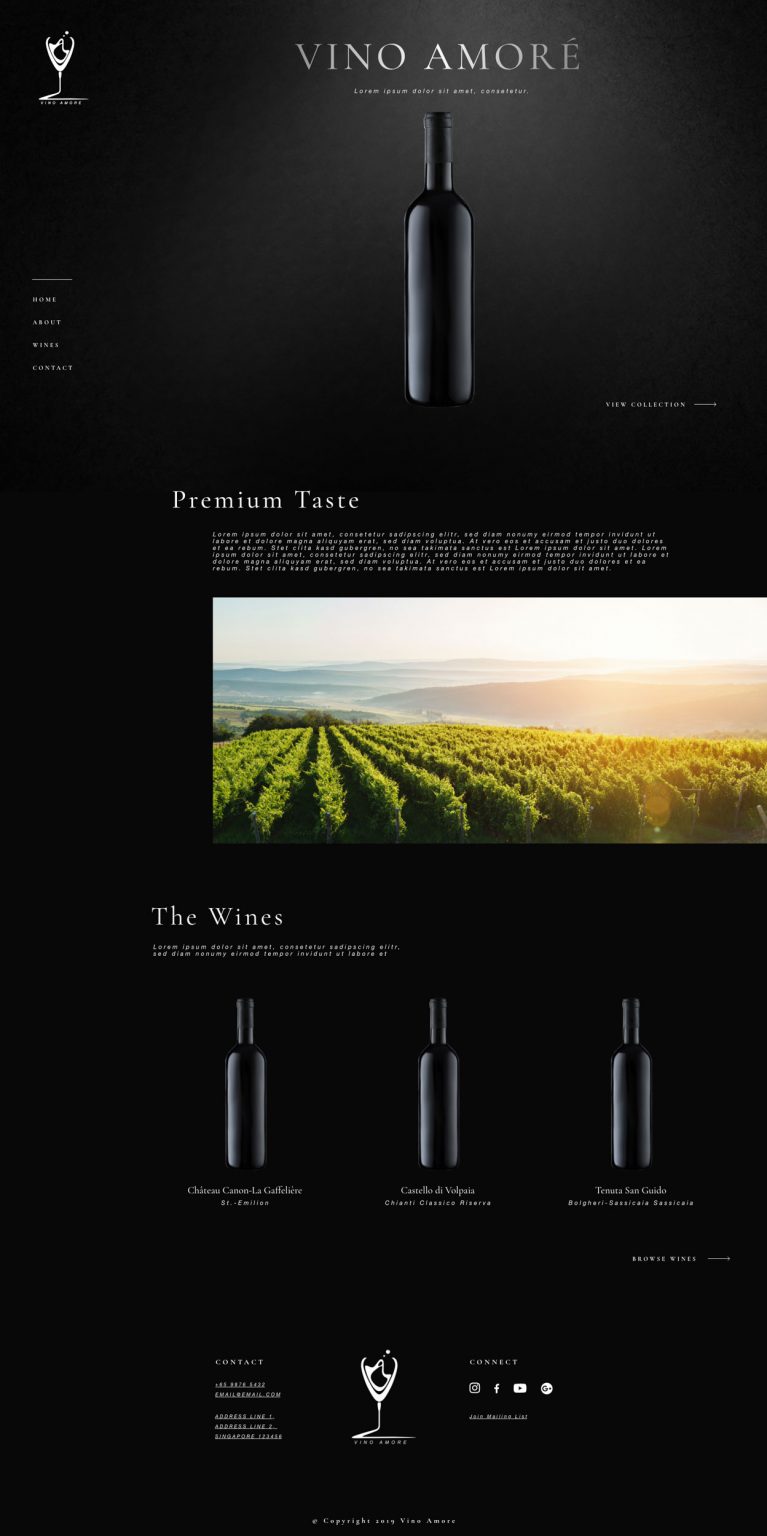 VINO AMORE
VINO AMORÉ
Lorem ipsum dolor sit amet, consetetur.
HOME
ABOUT
WINES
CONTACT
VIEW COLLECTION
Premium Taste
Lorem ipsum dolor sit amet, consetetur sadipscing elitr, sed diam nonumy eirmod tempor invidunt ut
labore et dolore magna aliquyam erat, sed diam voluptua. At vero eos et accusam et justo duo dolores
et ea rebum. Stet clita kasd gubergren, no sea takimata sanctus est Lorem ipsum dolor sit amet. Lorem
ipsum dolor sit amet, consetetur sadipscing elitr, sed diam nonumy eirmod tempor invidunt ut labore et
dolore magna aliquyam erat, sed diam voluptua. At vero eos et accusam et justo duo dolores et ea
rebum. Stet clita kasd gubergren, no sea takimata sanctus est Lorem ipsum dolor sit amet.
The Wines
Lorem ipsum dolor sit amet, consetetur sadipscing elitr,
sed diam nonumy eirmod tempor invidunt ut labore et
Château Canon-La Gaffelière
St.-Emilion
Castello di Volpaia
Chianti Classico Riserva
Tenuta San Guido
Bolgheri-Sassicaia Sassicaia
BROWSE WINES
CONTACT
+65 9876 5432
EMAIL@EMAIL.COM
ADDRESS LINE 1,
ADDRESS LINE 2,
SINGAPORE 123456
VINO AMORE
CONNECT
G+
Join Mailing List
© Copyright 2019 Vino Amore